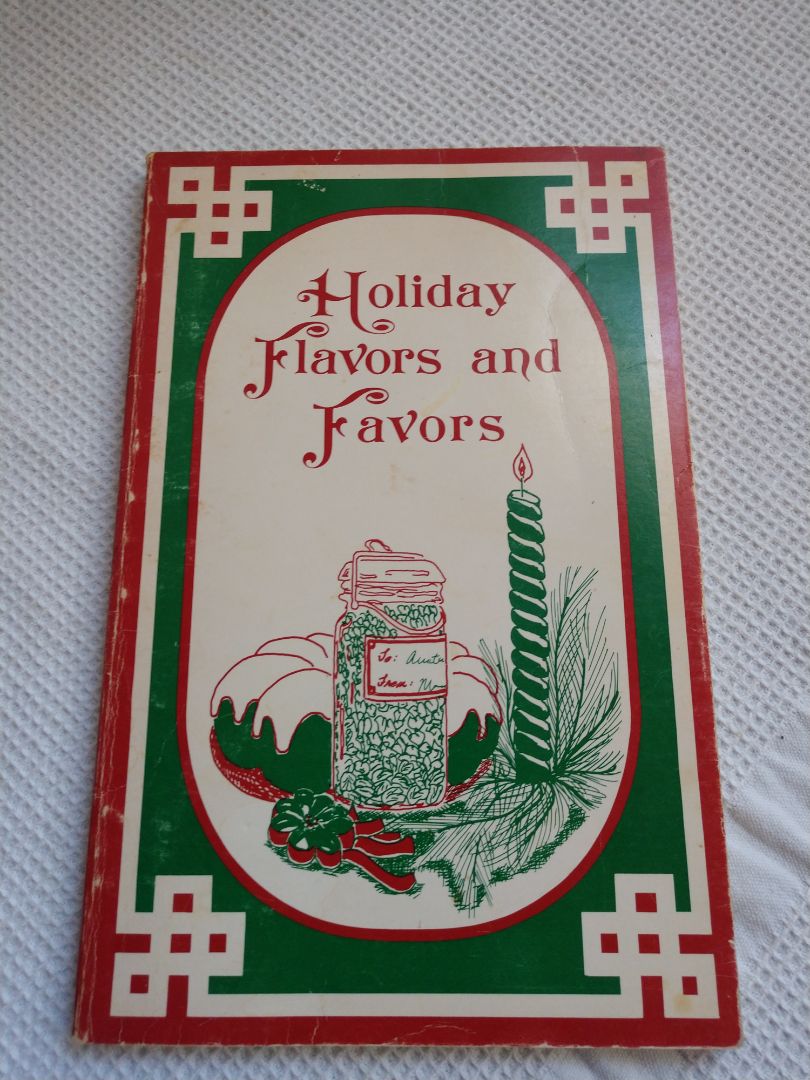 Holiday
Flavors and
Favors
To:
From: